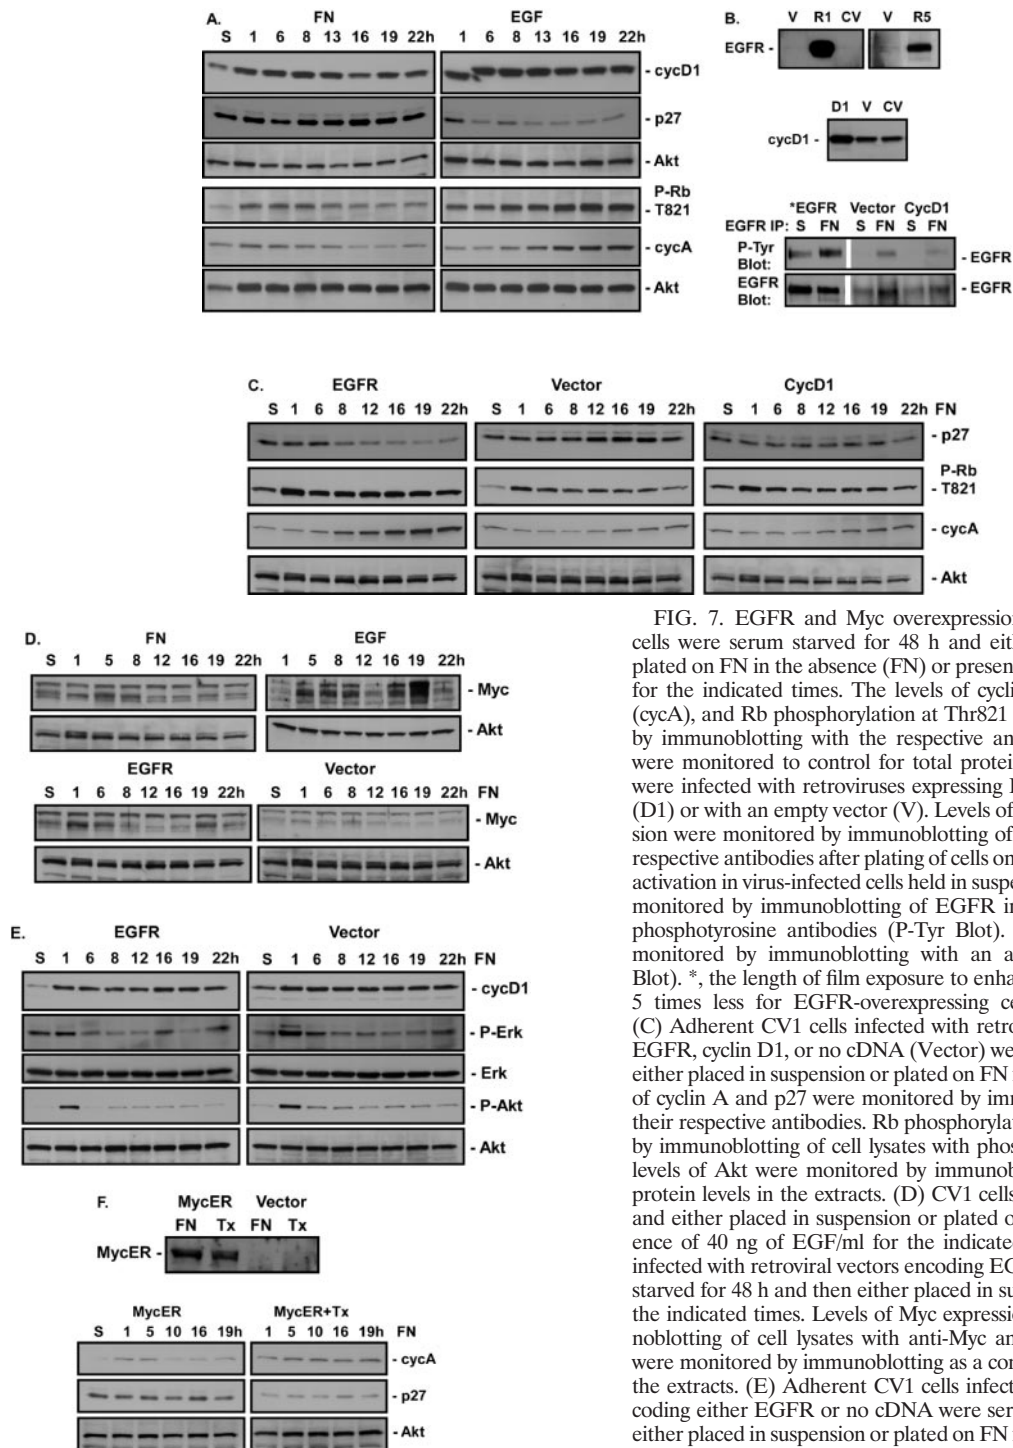 A.
FN
EGF
S 1 6 8 13 16 19 22h
1 6 8 13 16 19 22h
- cycD1
- p27
- Akt
P-Rb
- T821
- cycA
- Akt
B.
V R1 CV V R5
EGFR -
D1 V CV
cycD1 -
*EGFR Vector CycD1
EGFR IP: S FN S FN S FN
P-Tyr
Blot:
- EGFR
EGFR
Blot:
- EGFR
C.
EGFR
Vector
CycD1
S 1 6 8 12 16 19 22h
S 1 6 8 12 16 19 22h
S 1 6 8 12 16 19 22h FN
- p27
P-Rb
- T821
- cycA
- Akt
D.
FN
EGF
S 1 5 8 12 16 19 22h
1 5 8 12 16 19 22h
- Myc
- Akt
EGFR
Vector
S 1 6 8 12 16 19 22h
S 1 6 8 12 16 19 22h FN
- Myc
- Akt
E.
EGFR
Vector
S 1 6 8 12 16 19 22h
S 1 6 8 12 16 19 22h FN
- cycD1
- P-Erk
- Erk
- P-Akt
- Akt
F.
MycER Vector
FN Tx FN Tx
MycER -
MycER
MycER+Tx
S 1 5 10 16 19h
1 5 10 16 19h FN
- cycA
- p27
- Akt
FIG. 7. EGFR and Myc overexpression
cells were serum starved for 48 h and eith
plated on FN in the absence (FN) or presen
for the indicated times. The levels of cycli
(cycA), and Rb phosphorylation at Thr821
by immunoblotting with the respective an
were monitored to control for total protei
were infected with retroviruses expressing
(D1) or with an empty vector (V). Levels of
sion were monitored by immunoblotting of
respective antibodies after plating of cells on
activation in virus-infected cells held in suspe
monitored by immunoblotting of EGFR in
phosphotyrosine antibodies (P-Tyr Blot).
monitored by immunoblotting with an a
Blot). *, the length of film exposure to enha
5 times less for EGFR-overexpressing ce
(C) Adherent CV1 cells infected with retro
EGFR, cyclin D1, or no cDNA (Vector) we
either placed in suspension or plated on FN
of cyclin A and p27 were monitored by imm
their respective antibodies. Rb phosphoryla
by immunoblotting of cell lysates with phos
levels of Akt were monitored by immunob
protein levels in the extracts. (D) CV1 cells
and either placed in suspension or plated o
ence of 40 ng of EGF/ml for the indicate
infected with retroviral vectors encoding EG
starved for 48 h and then either placed in su
the indicated times. Levels of Myc expressio
noblotting of cell lysates with anti-Myc an
were monitored by immunoblotting as a con
the extracts. (E) Adherent CV1 cells infect
coding either EGFR or no cDNA were ser
either placed in suspension or plated on FN